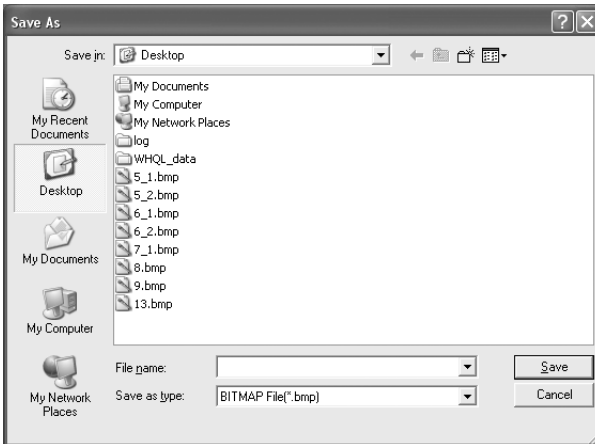 Save As
Save in: Desktop
My Recent
Documents
Desktop
My Documents
My Computer
My Network
Places
My Documents
My Computer
My Network Places
log
WHQL_data
5_1.bmp
5_2.bmp
6_1.bmp
6_2.bmp
7_1.bmp
8.bmp
9.bmp
13.bmp
File name:
Save
Save as type: BITMAP File(*.bmp)
Cancel